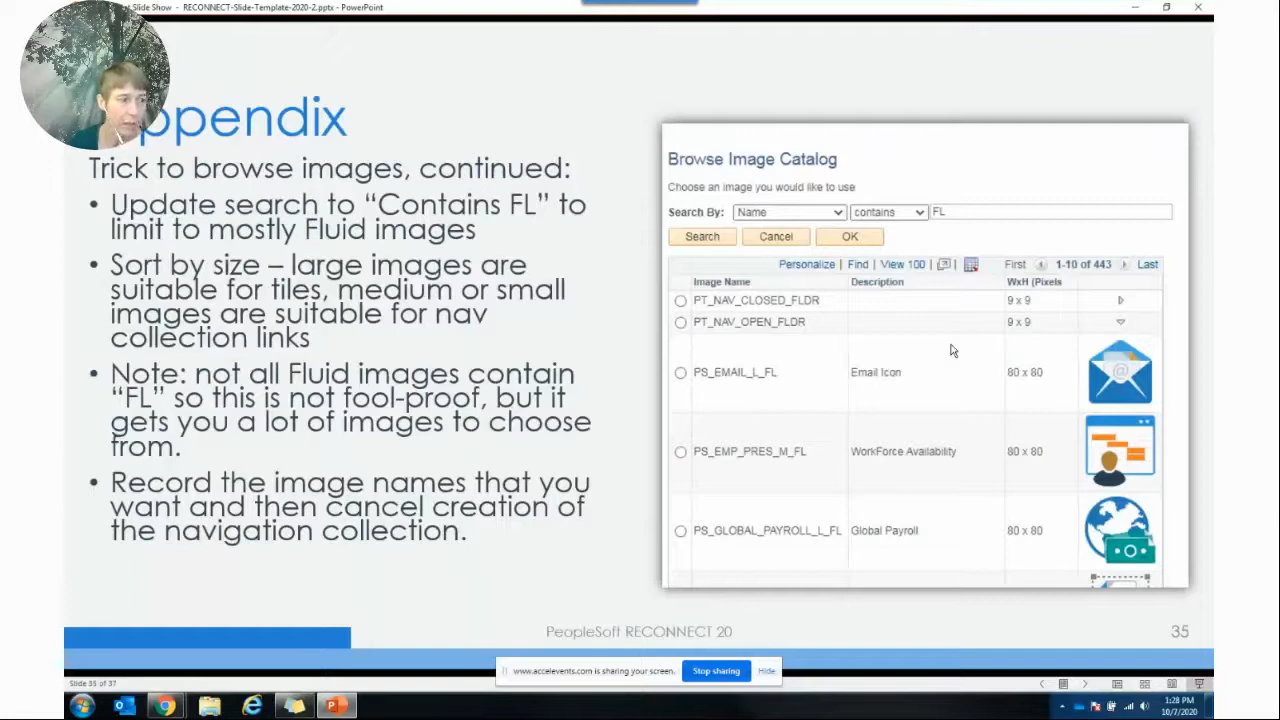 Slide Show - RECONNECT-Slide-Template-2020-2.pptx - PowerPoint
ppendix
Trick to browse images, continued:
• Update search to “Contains FL” to
limit to mostly Fluid images
• Sort by size – large images are
suitable for tiles, medium or small
images are suitable for nav
collection links
• Note: not all Fluid images contain
“FL” so this is not fool-proof, but it
gets you a lot of images to choose
from.
• Record the image names that you
want and then cancel creation of
the navigation collection.
Browse Image Catalog
Choose an image you would like to use
Search By: Name contains FL
Search Cancel OK
Personalize | Find | View 100 | First 1-10 of 443 Last
Image Name Description WxH (Pixels
PT_NAV_CLOSED_FLDR 9 x 9
PT_NAV_OPEN_FLDR 9 x 9
PS_EMAIL_L_FL Email Icon 80 x 80
PS_EMP_PRES_M_FL WorkForce Availability 80 x 80
PS_GLOBAL_PAYROLL_L_FL Global Payroll 80 x 80
PeopleSoft RECONNECT 20
35
www.accelevents.com is sharing your screen. Stop sharing Hide
Slide 35 of 37
1:28 PM
10/7/2020